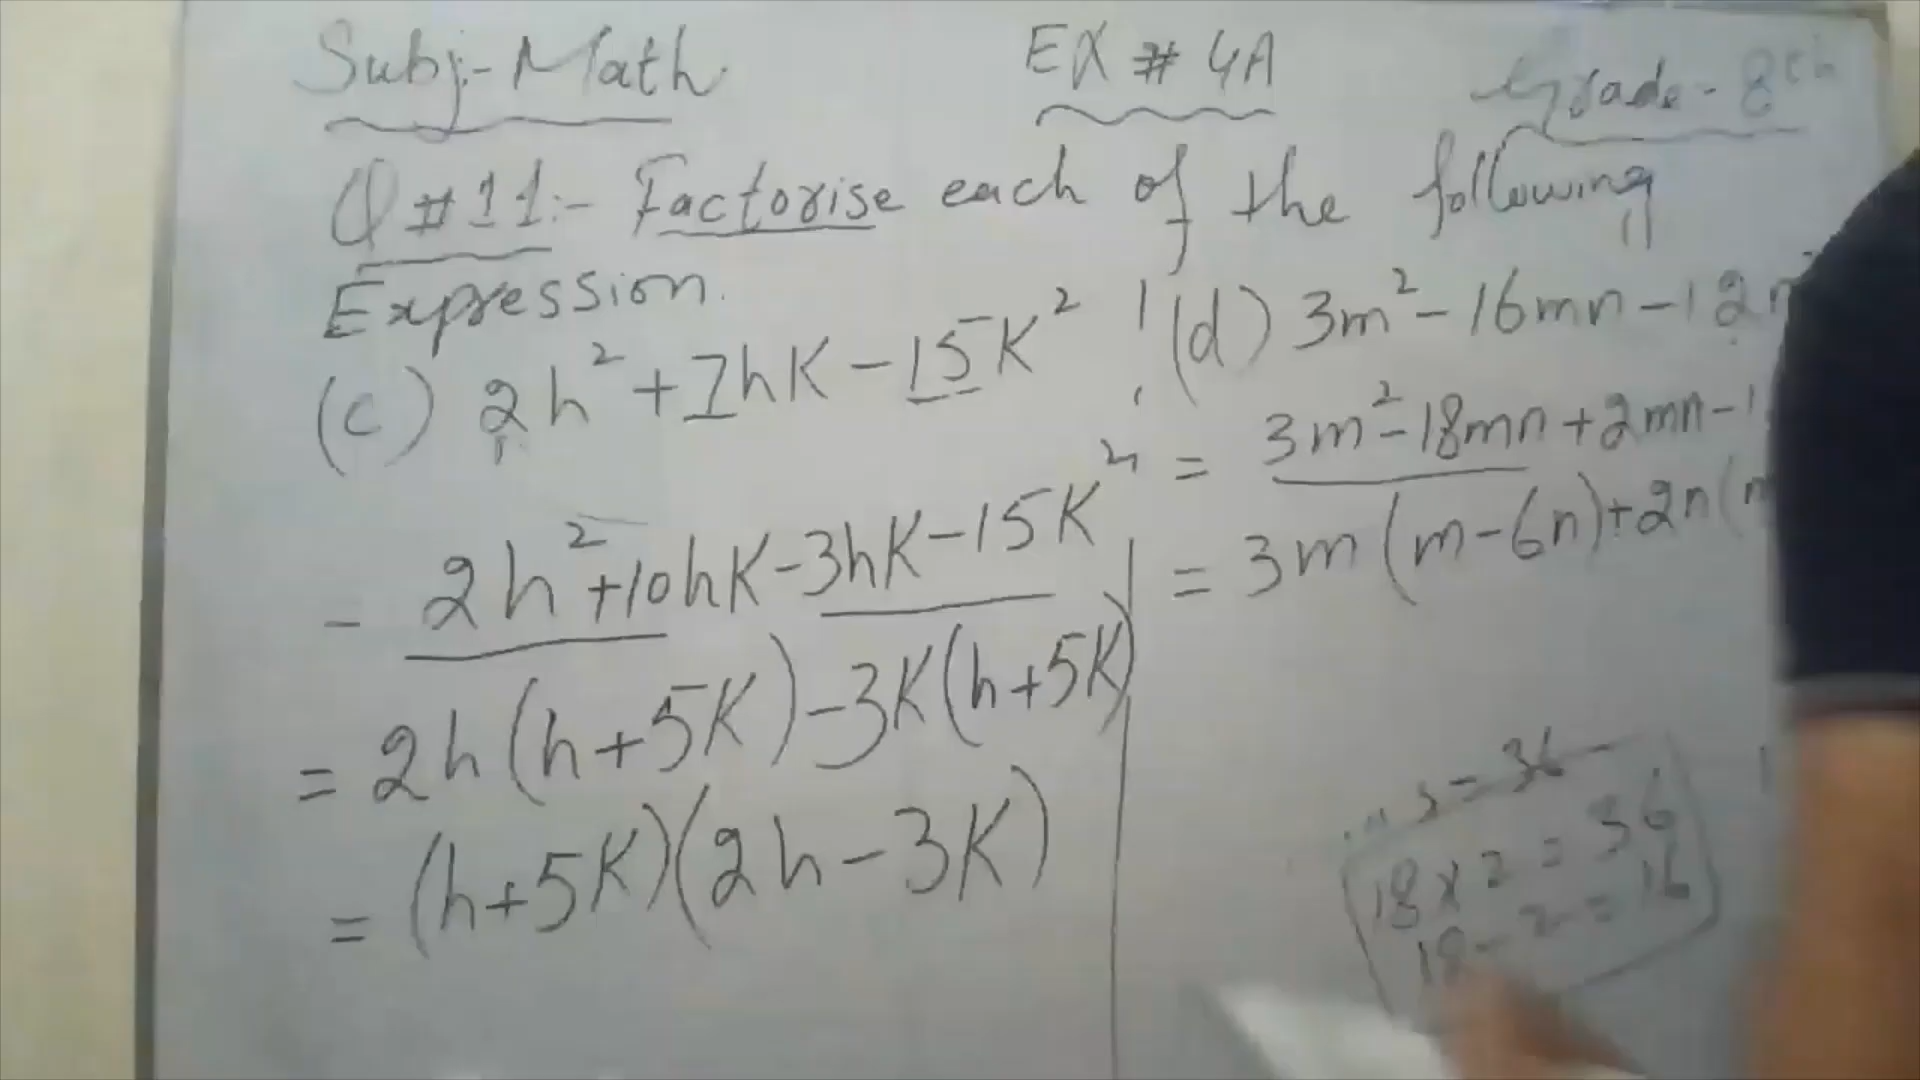 Subj:- Math EX # 4A Grade - 8th
Q # 11:- Factorise each of the following
Expression.
(c) 2h² + 7hK - 15K²
- 2h² + 10hK - 3hK - 15K²
= 2h(h + 5K) - 3K(h + 5K)
= (h + 5K)(2h - 3K)
(d) 3m² - 16mn - 12n
= 3m² - 18mn + 2mn - 1
= 3m(m - 6n) + 2n(m
3 = 36
18 x 2 = 36
18 - 2 = 16